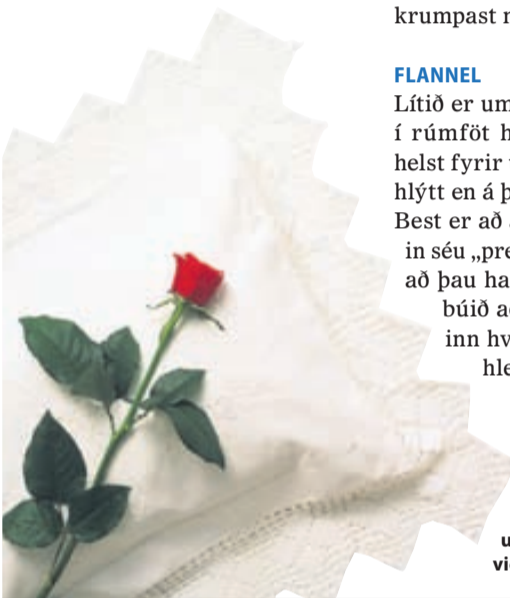 krumpast
FLANNEL
Lítið er um
í rúmföt
helst fyrir
hlýtt en á
Best er að
in séu „pre
að þau ha
búið
inn hv
hle